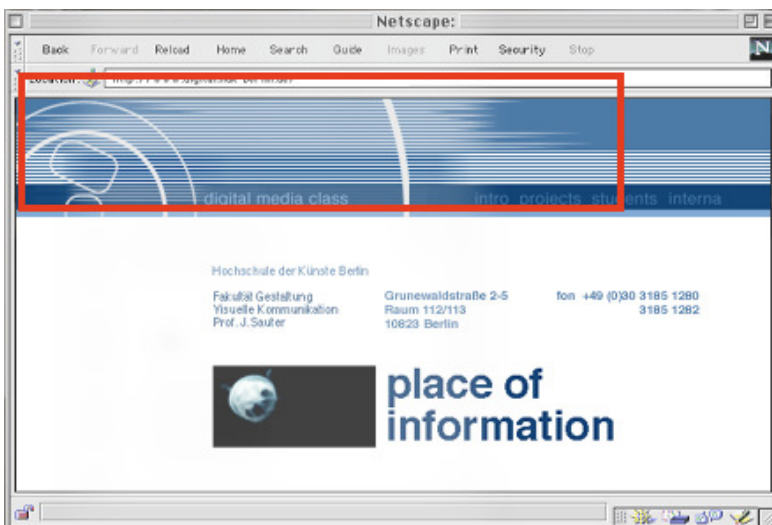 Netscape:
Back Forward Reload Home Search Guide Images Print Security Stop
N
Location:
digital media class intro projects students interna
Hochschule der Künste Berlin
Fakultät Gestaltung
Visuelle Kommunikation
Prof. J. Sauter
Grunewaldstraße 2-5
Raum 112/113
10823 Berlin
fon +49 (0)30 3185 1280
3185 1282
place of
information